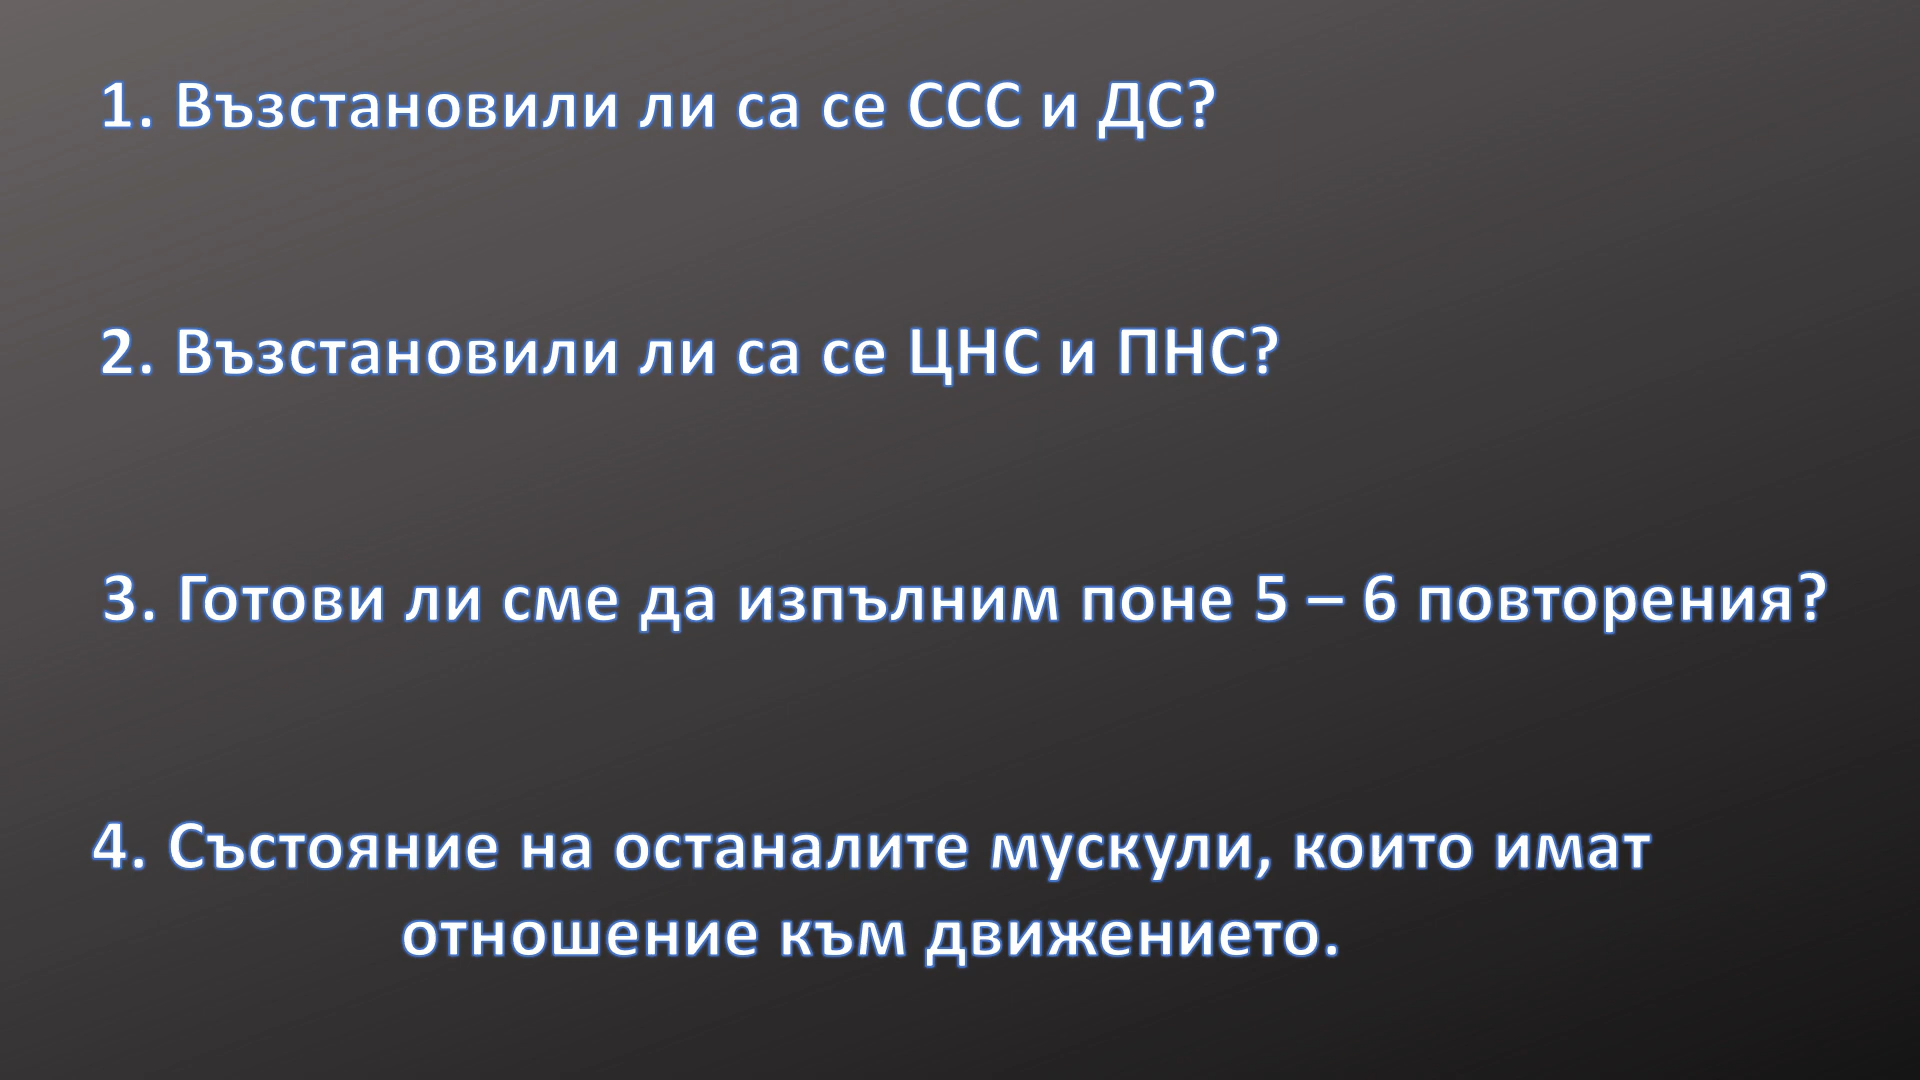 1. Възстановили ли са се ССС и ДС?
2. Възстановили ли са се ЦНС и ПНС?
3. Готови ли сме да изпълним поне 5 – 6 повторения?
4. Състояние на останалите мускули, които имат
отношение към движението.